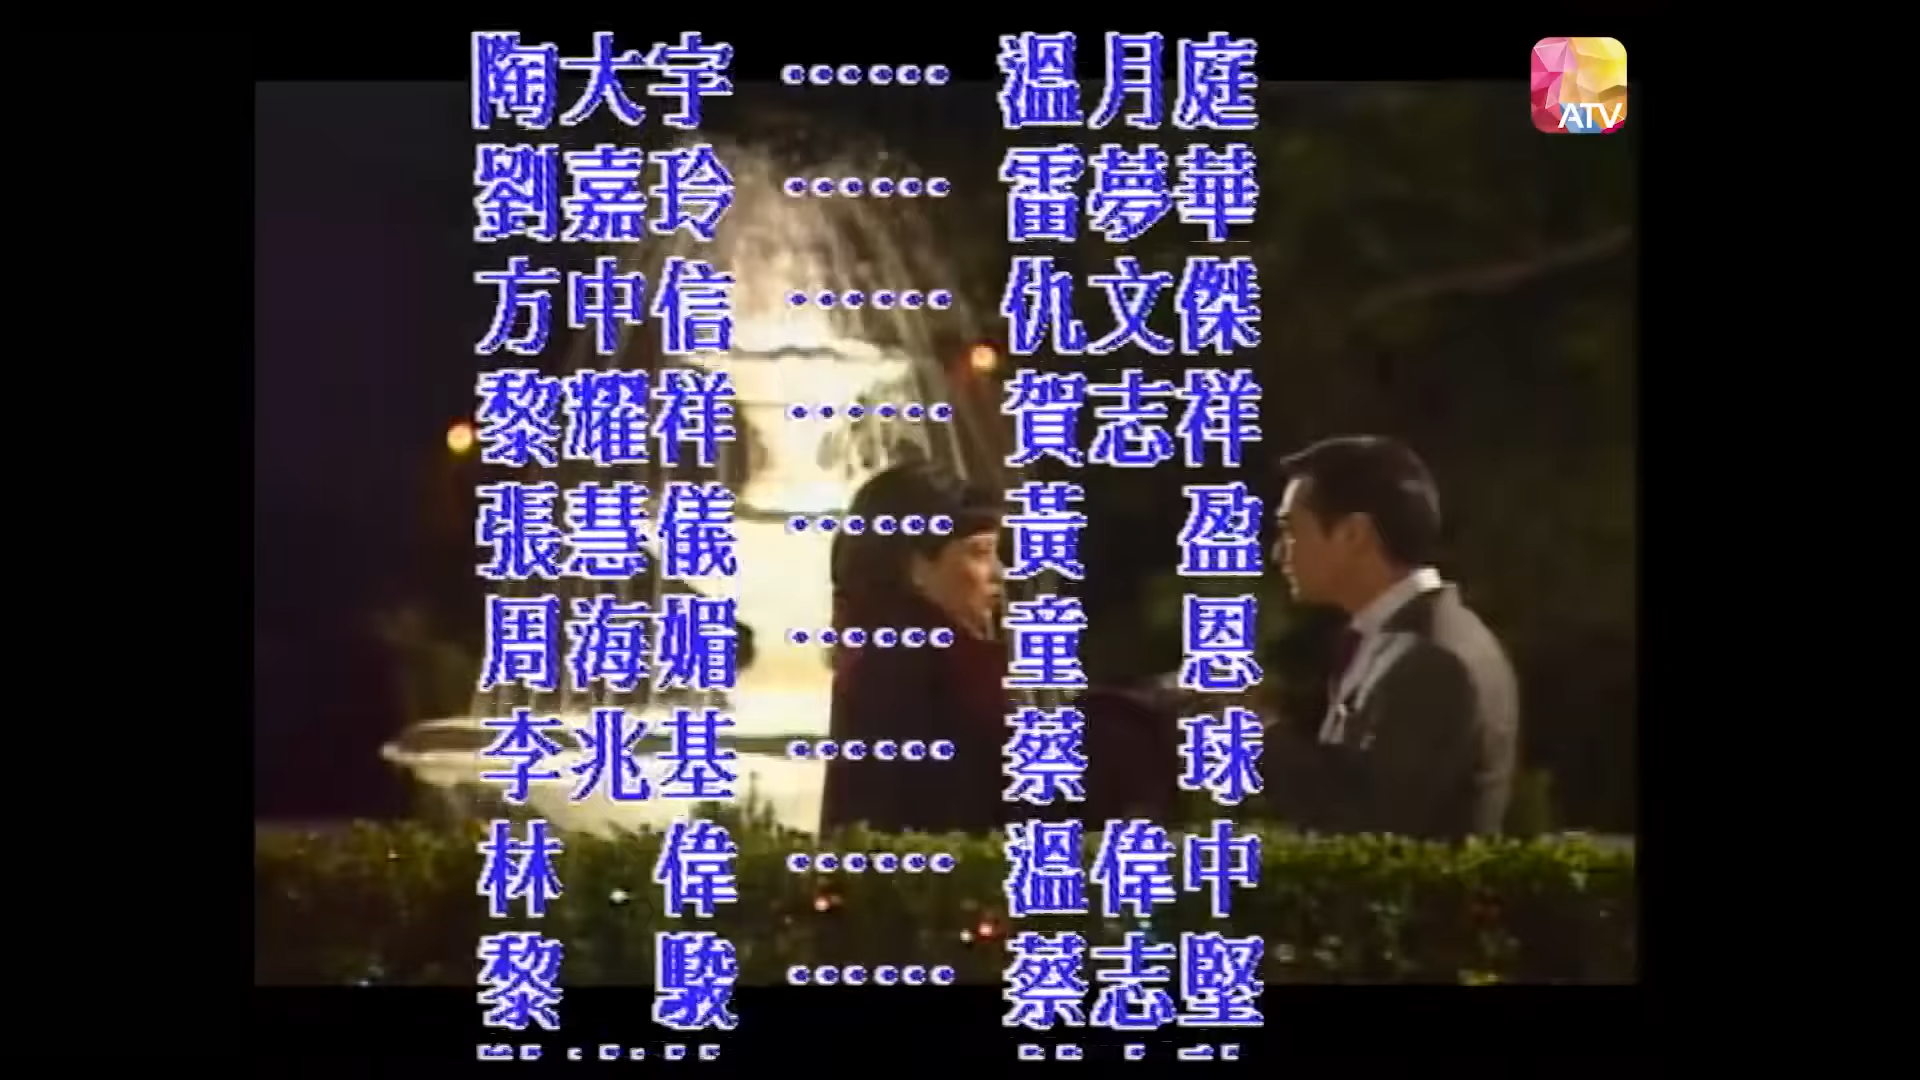 ATV
陶大宇 ...... 溫月庭
劉嘉玲 ...... 雷夢華
方中信 ...... 仇文傑
黎耀祥 ...... 賀志祥
張慧儀 ...... 黃盈
周海媚 ...... 童恩
李兆基 ...... 蔡球
林偉 ...... 溫偉中
黎駿 ...... 蔡志堅